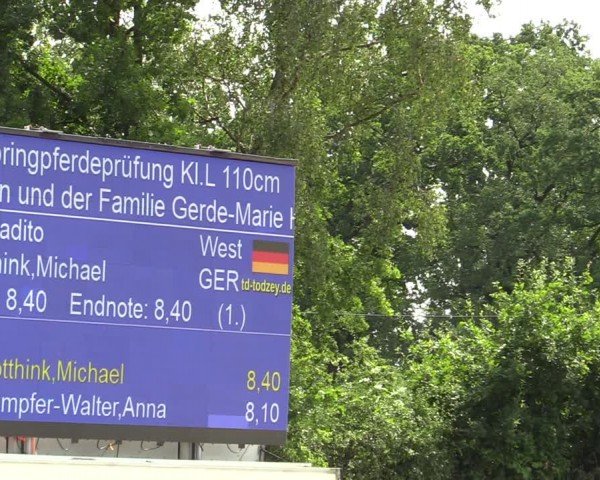 ringpferdeprüfung Kl.L 110cm
n und der Familie Gerde-Marie
adito
West
hink,Michael
GER
td-todzey.de
8,40 Endnote: 8,40 (1.)
otthink,Michael 8,40
mpfer-Walter,Anna 8,10